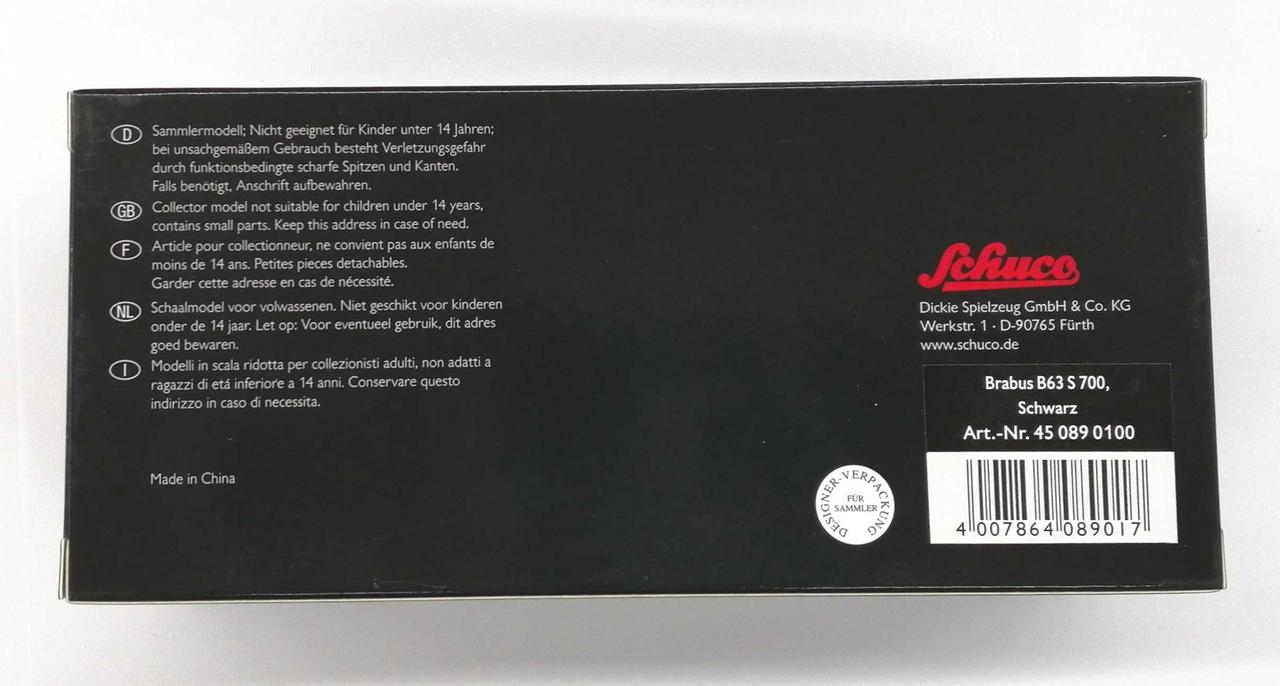 D
Sammlermodell; Nicht geeignet für Kinder unter 14 Jahren;
bei unsachgemäßem Gebrauch besteht Verletzungsgefahr
durch funktionsbedingte scharfe Spitzen und Kanten.
Falls benötigt, Anschrift aufbewahren.
GB
Collector model not suitable for children under 14 years,
contains small parts. Keep this address in case of need.
F
Article pour collectionneur, ne convient pas aux enfants de
moins de 14 ans. Petites pieces detachables.
Garder cette adresse en cas de nécessité.
NL
Schaalmodel voor volwassenen. Niet geschikt voor kinderen
onder de 14 jaar. Let op: Voor eventueel gebruik, dit adres
goed bewaren.
I
Modelli in scala ridotta per collezionisti adulti, non adatti a
ragazzi di etá inferiore a 14 anni. Conservare questo
indirizzo in caso di necessita.
Made in China
Schuco
Dickie Spielzeug GmbH & Co. KG
Werkstr. 1 · D-90765 Fürth
www.schuco.de
Brabus B63 S 700,
Schwarz
Art.-Nr. 45 089 0100
4 007864 089017
DESIGNER-VERPACKUNG
FÜR
SAMMLER